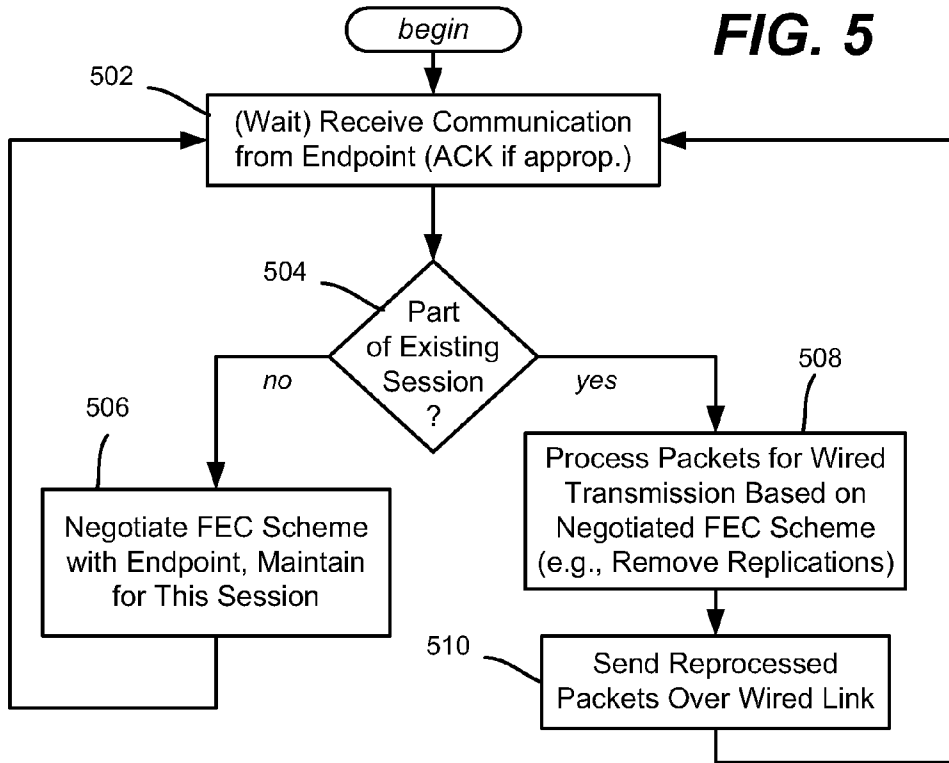 begin
FIG. 5
502
(Wait) Receive Communication
from Endpoint (ACK if approp.)
504
Part
of Existing
Session
?
no
yes
506
Negotiate FEC Scheme
with Endpoint, Maintain
for This Session
508
Process Packets for Wired
Transmission Based on
Negotiated FEC Scheme
(e.g., Remove Replications)
510
Send Reprocessed
Packets Over Wired Link